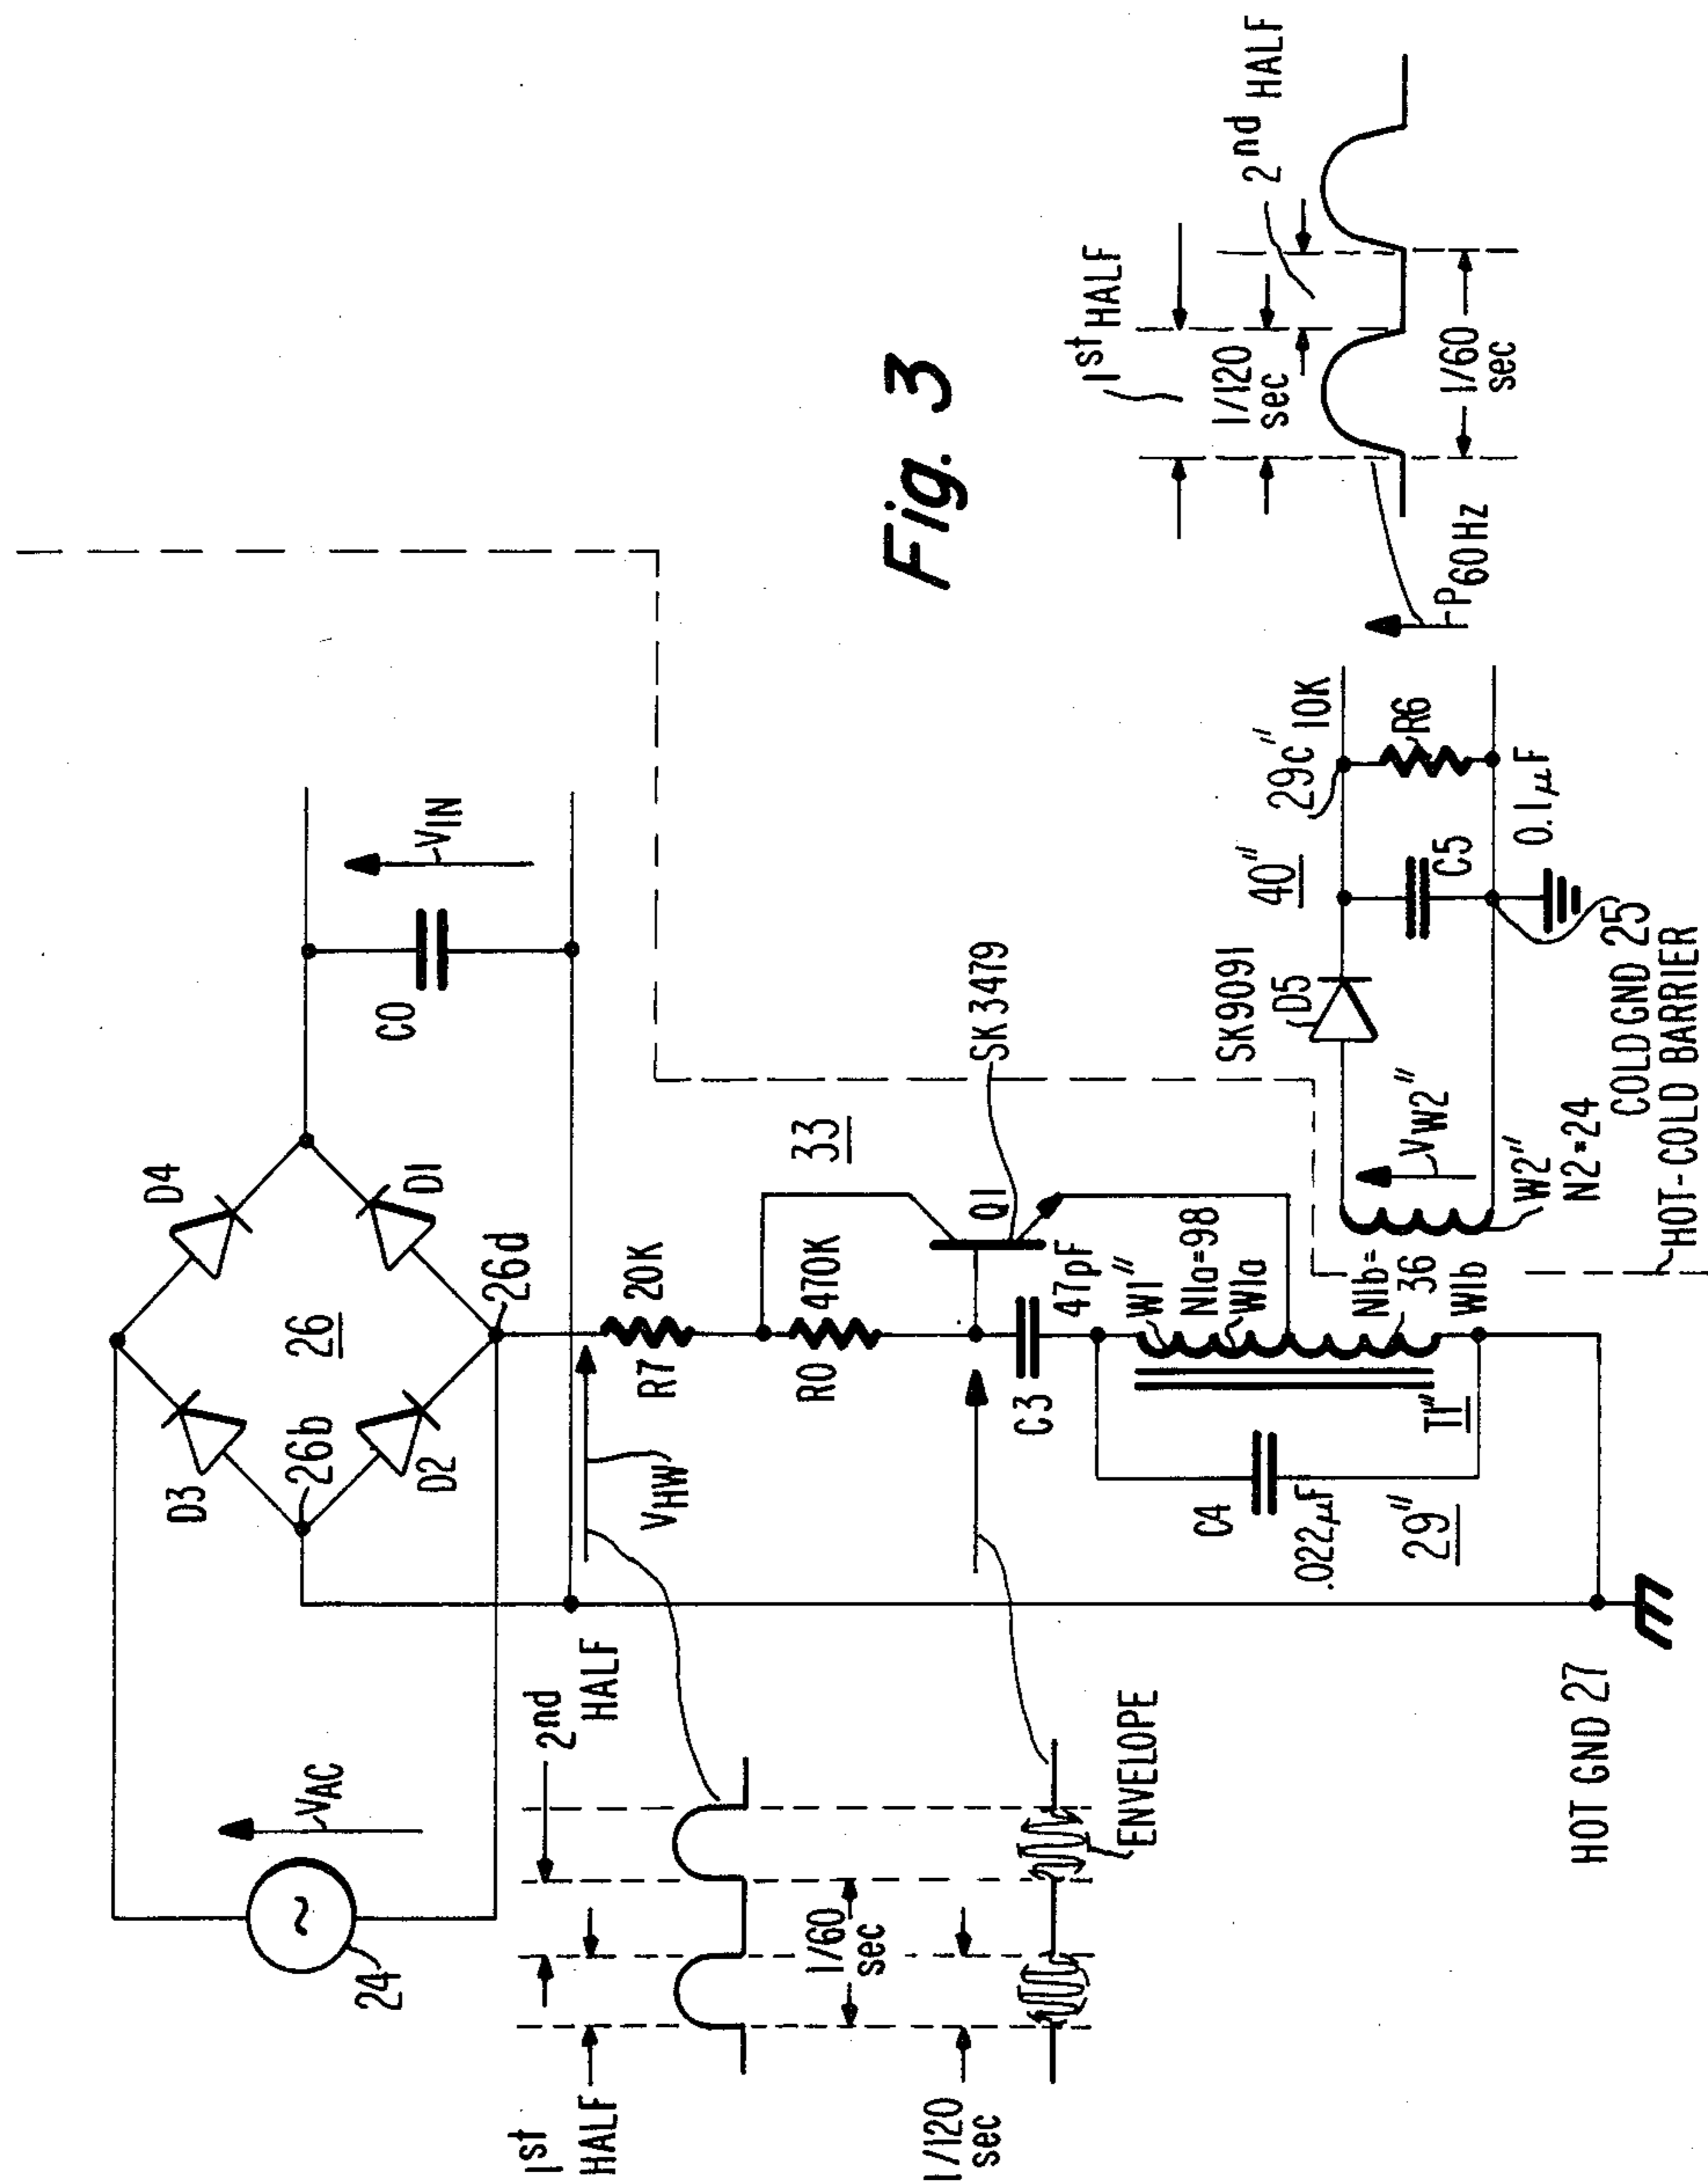 24
VAC
D3
D4
26
26b
D2
D1
26d
C0
VIN
1st
HALF
2nd
HALF
VHW
1/60
sec
1/120
sec
ENVELOPE
R7
20K
R0
470K
33
Q1
SK3479
C3
47pF
C4
.022µF
29"
T1"
W1"
N1a=98
W1a
N1b=
36
W1b
HOT GND 27
SK9091
D5
40"
29c"
10K
R6
C5
0.1µF
VW2"
W2"
N2=24
COLD GND 25
HOT-COLD BARRIER
Fig. 3
1st
HALF
2nd HALF
1/120
sec
1/60
sec
P60HZ